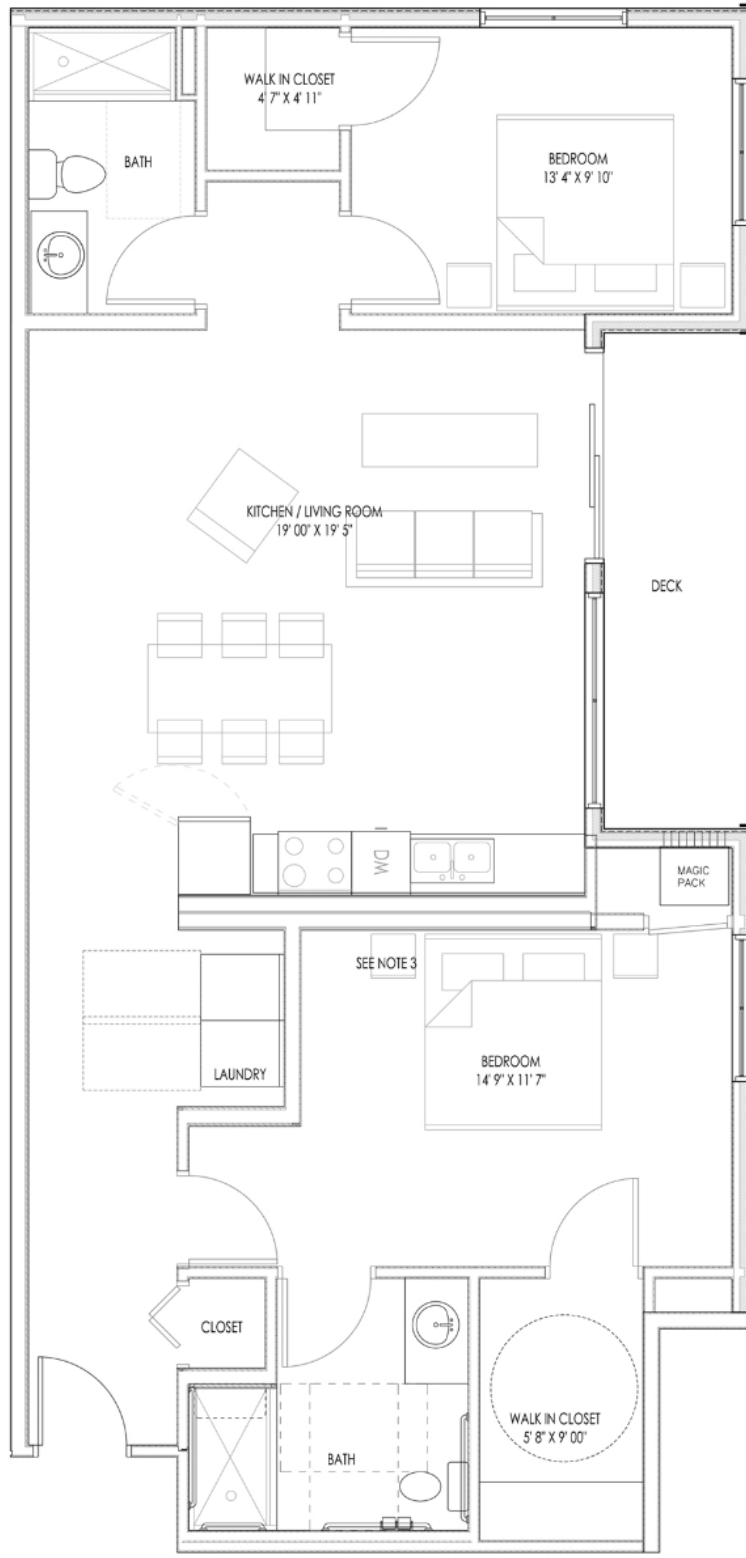 WALK IN CLOSET
4' 7" X 4' 11"
BATH
BEDROOM
13' 4" X 9' 10"
KITCHEN / LIVING ROOM
19' 00" X 19' 5"
DECK
DM
MAGIC
PACK
SEE NOTE 3
BEDROOM
14' 9" X 11' 7"
LAUNDRY
CLOSET
WALK IN CLOSET
5' 8" X 9' 00"
BATH